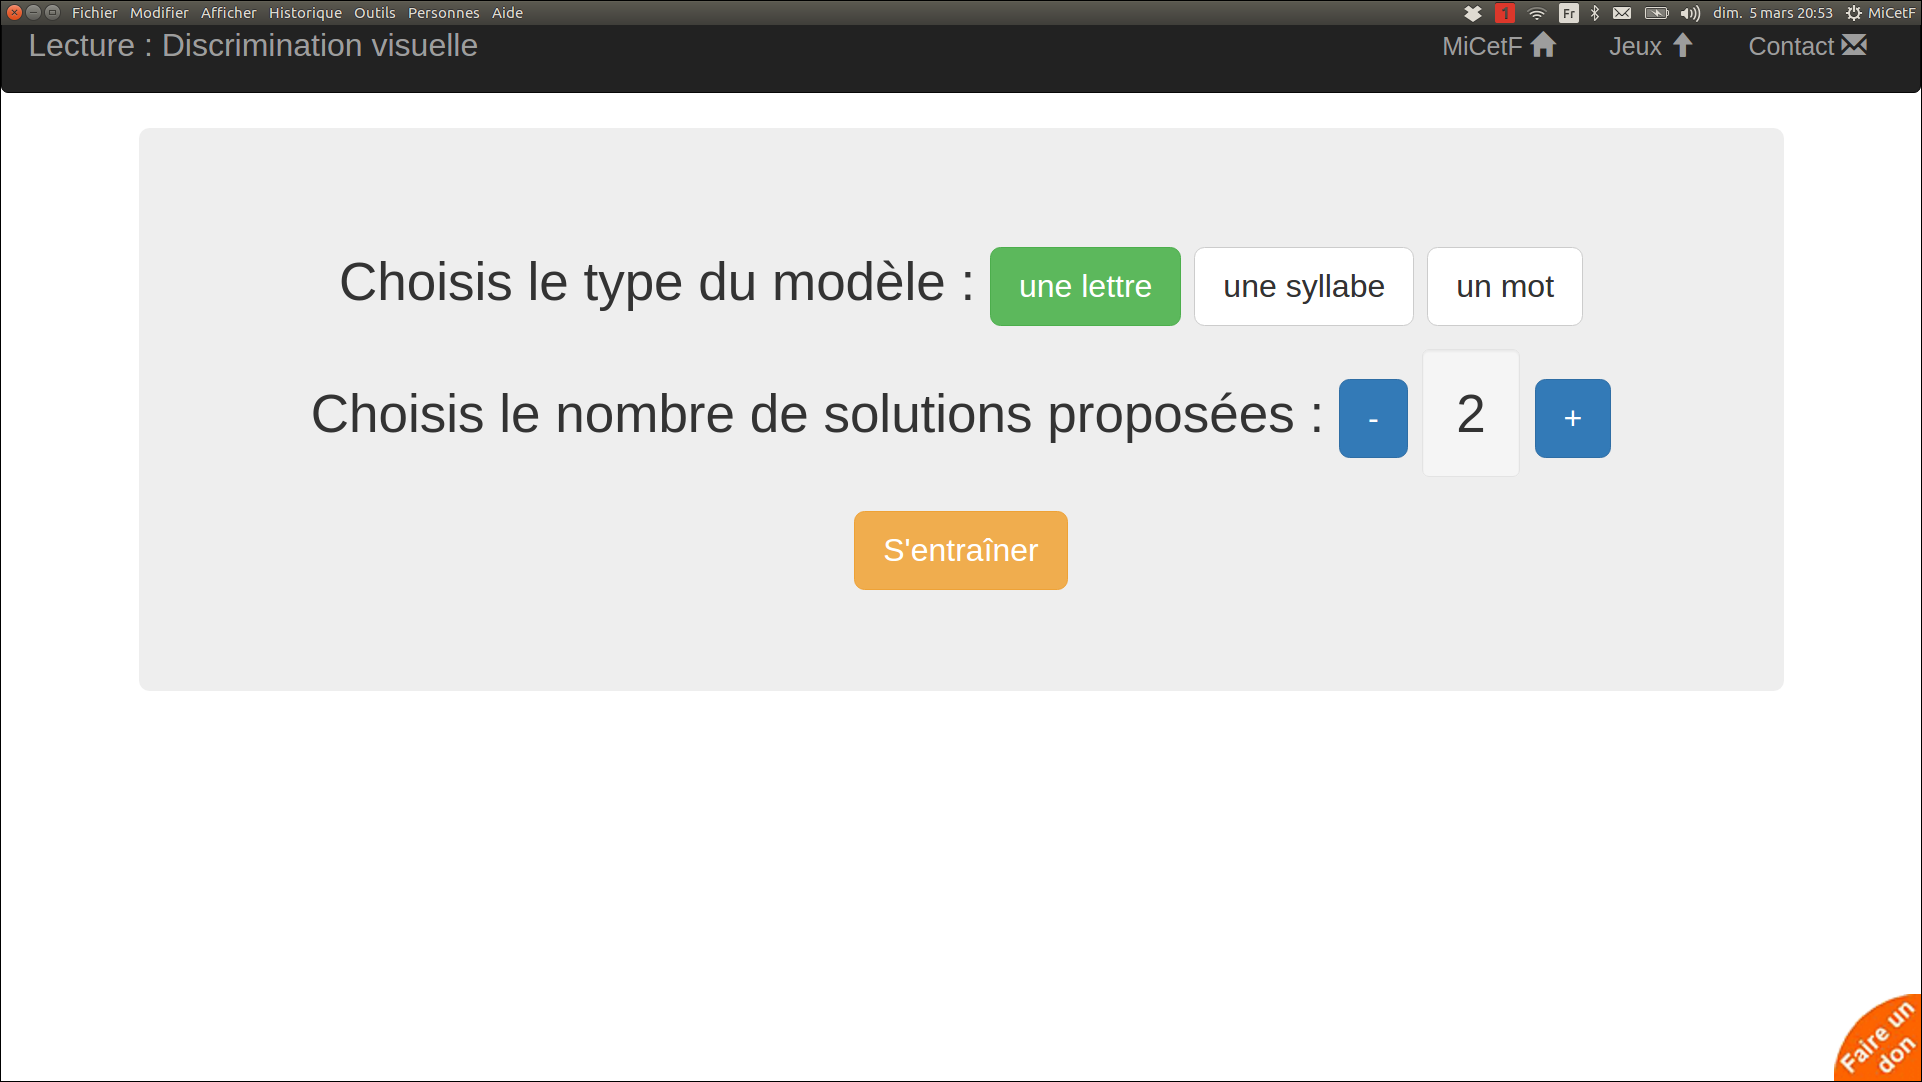 Fichier Modifier Afficher Historique Outils Personnes Aide 1 Fr dim. 5 mars 20:53 MiCetF
Lecture : Discrimination visuelle MiCetF Jeux Contact
Choisis le type du modèle : une lettre une syllabe un mot
Choisis le nombre de solutions proposées : - 2 +
S'entraîner
Faire un
don